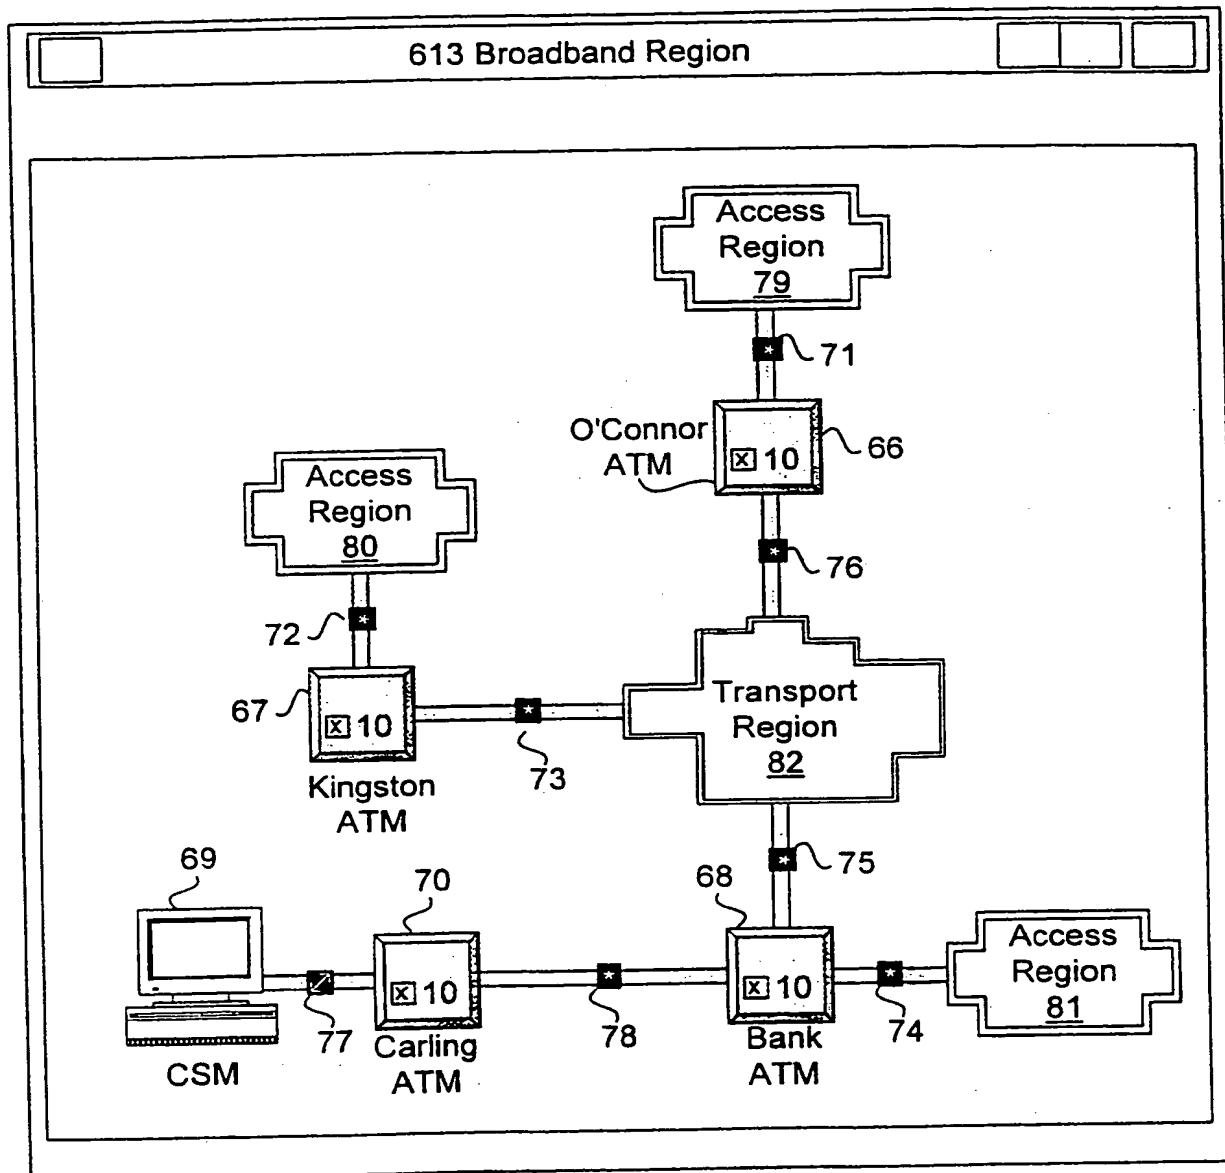 613 Broadband Region
Access
Region
79
71
O'Connor
ATM
x 10
66
Access
Region
80
76
72
67
x 10
Kingston
ATM
73
Transport
Region
82
75
69
70
68
x 10
x 10
Access
Region
81
77
Carling
ATM
78
Bank
ATM
74
CSM